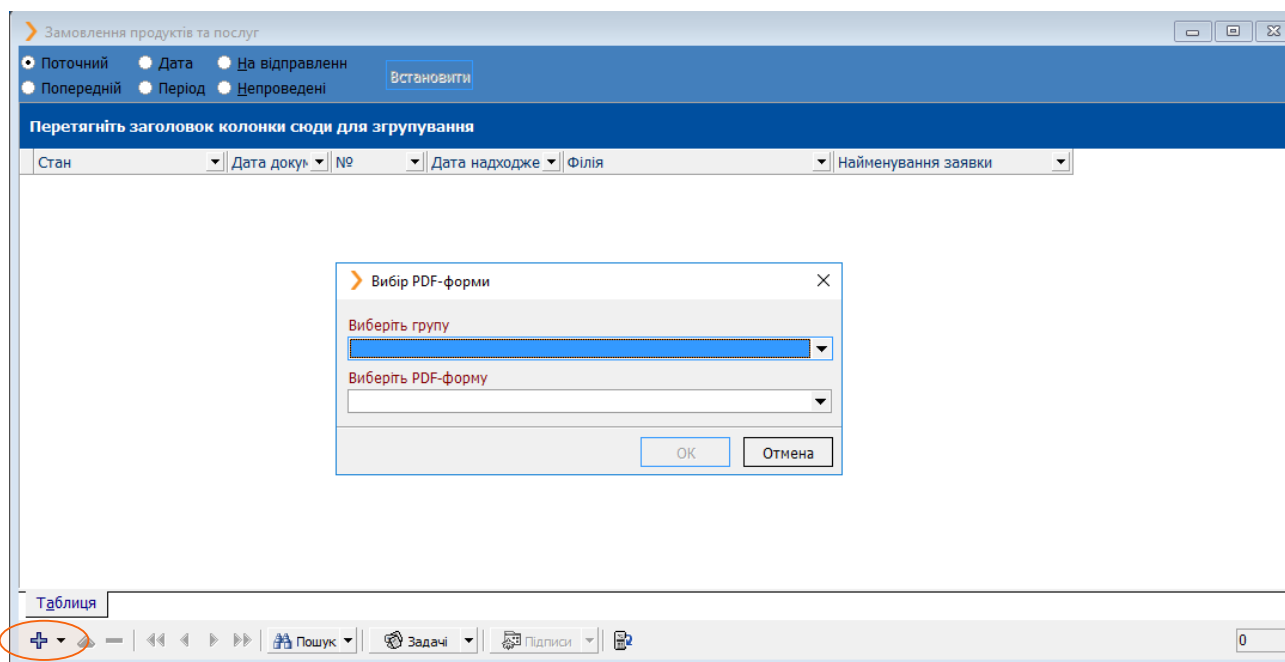 Замовлення продуктів та послуг
Поточний Дата На відправленн
Встановити
Попередній Період Непроведені
Перетягніть заголовок колонки сюди для згрупування
Стан Дата докум № Дата надходже Філія Найменування заявки
Вибір PDF-форми
Виберіть групу
Виберіть PDF-форму
ОК Отмена
Таблиця
Пошук Задачі Підписи 0